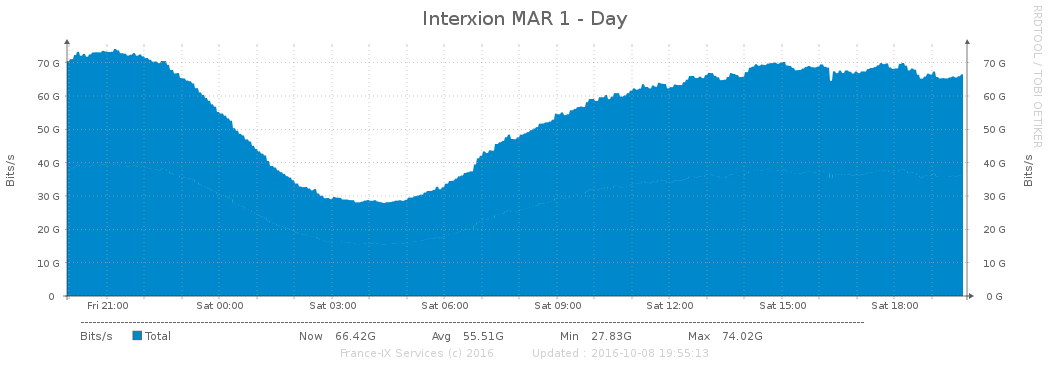 Interxion MAR 1 - Day
RRDTOOL / TOBI OETIKER
Bits/s
70 G
60 G
50 G
40 G
30 G
20 G
10 G
0
70 G
60 G
50 G
40 G
30 G
20 G
10 G
0 G
Bits/s
Fri 21:00 Sat 00:00 Sat 03:00 Sat 06:00 Sat 09:00 Sat 12:00 Sat 15:00 Sat 18:00
Bits/s Total Now 66.42G Avg 55.51G Min 27.83G Max 74.02G
France-IX Services (c) 2016 Updated : 2016-10-08 19:55:13